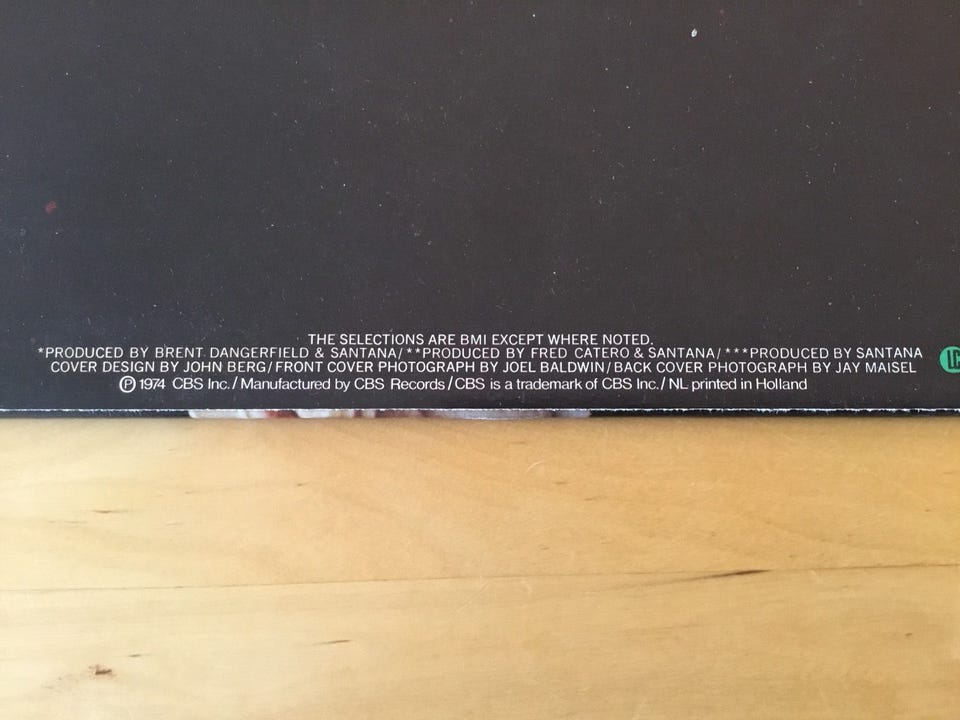 THE SELECTIONS ARE BMI EXCEPT WHERE NOTED.
*PRODUCED BY BRENT DANGERFIELD & SANTANA/**PRODUCED BY FRED CATERO & SANTANA/***PRODUCED BY SANTANA
COVER DESIGN BY JOHN BERG/FRONT COVER PHOTOGRAPH BY JOEL BALDWIN/BACK COVER PHOTOGRAPH BY JAY MAISEL
℗ 1974 CBS Inc./Manufactured by CBS Records/CBS is a trademark of CBS Inc./NL printed in Holland